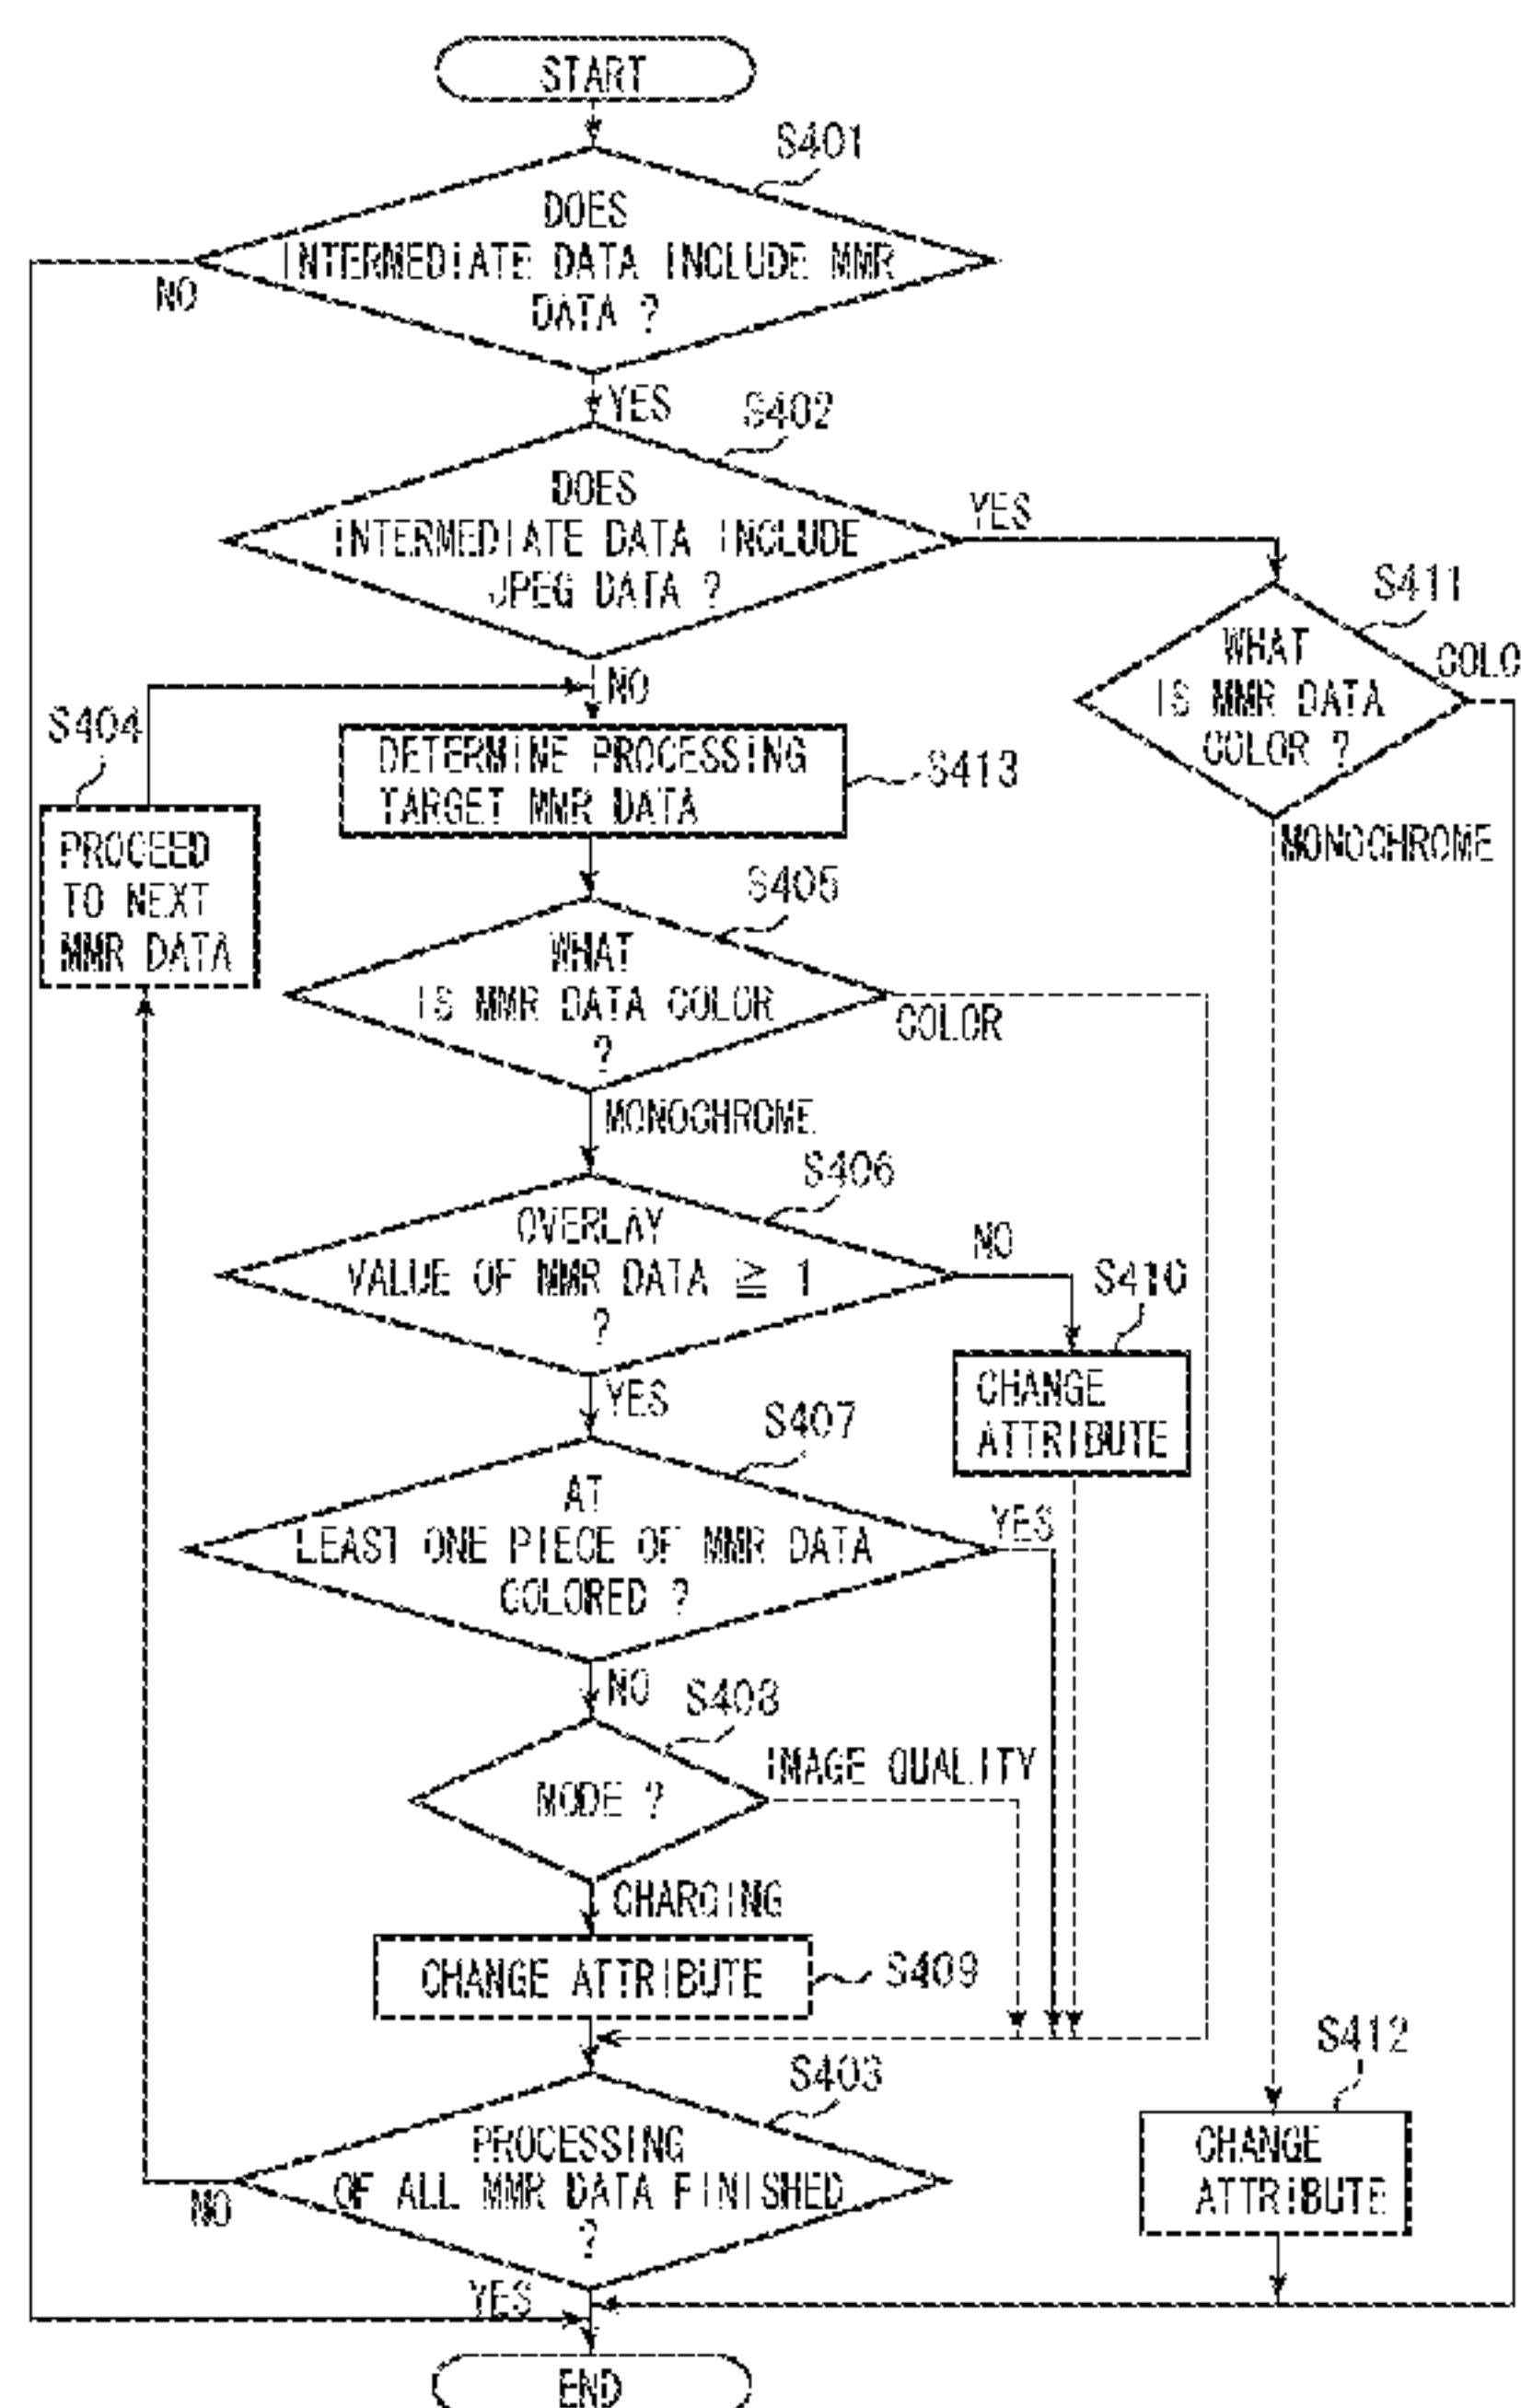 START
S401
DOES
INTERMEDIATE DATA INCLUDE MMR
DATA ?
NO
YES
S402
DOES
INTERMEDIATE DATA INCLUDE
JPEG DATA ?
YES
S411
WHAT
IS MMR DATA
COLOR ?
COLO
MONOCHROME
NO
S404
PROCEED
TO NEXT
MMR DATA
DETERMINE PROCESSING
TARGET MMR DATA
S413
S405
WHAT
IS MMR DATA COLOR
?
COLOR
MONOCHROME
S406
OVERLAY
VALUE OF MMR DATA ≧ 1
?
NO
S410
CHANGE
ATTRIBUTE
YES
S407
AT
LEAST ONE PIECE OF MMR DATA
COLORED ?
YES
NO
S408
MODE ?
IMAGE QUALITY
CHARGING
CHANGE ATTRIBUTE
S409
S403
PROCESSING
OF ALL MMR DATA FINISHED
?
NO
YES
S412
CHANGE
ATTRIBUTE
END